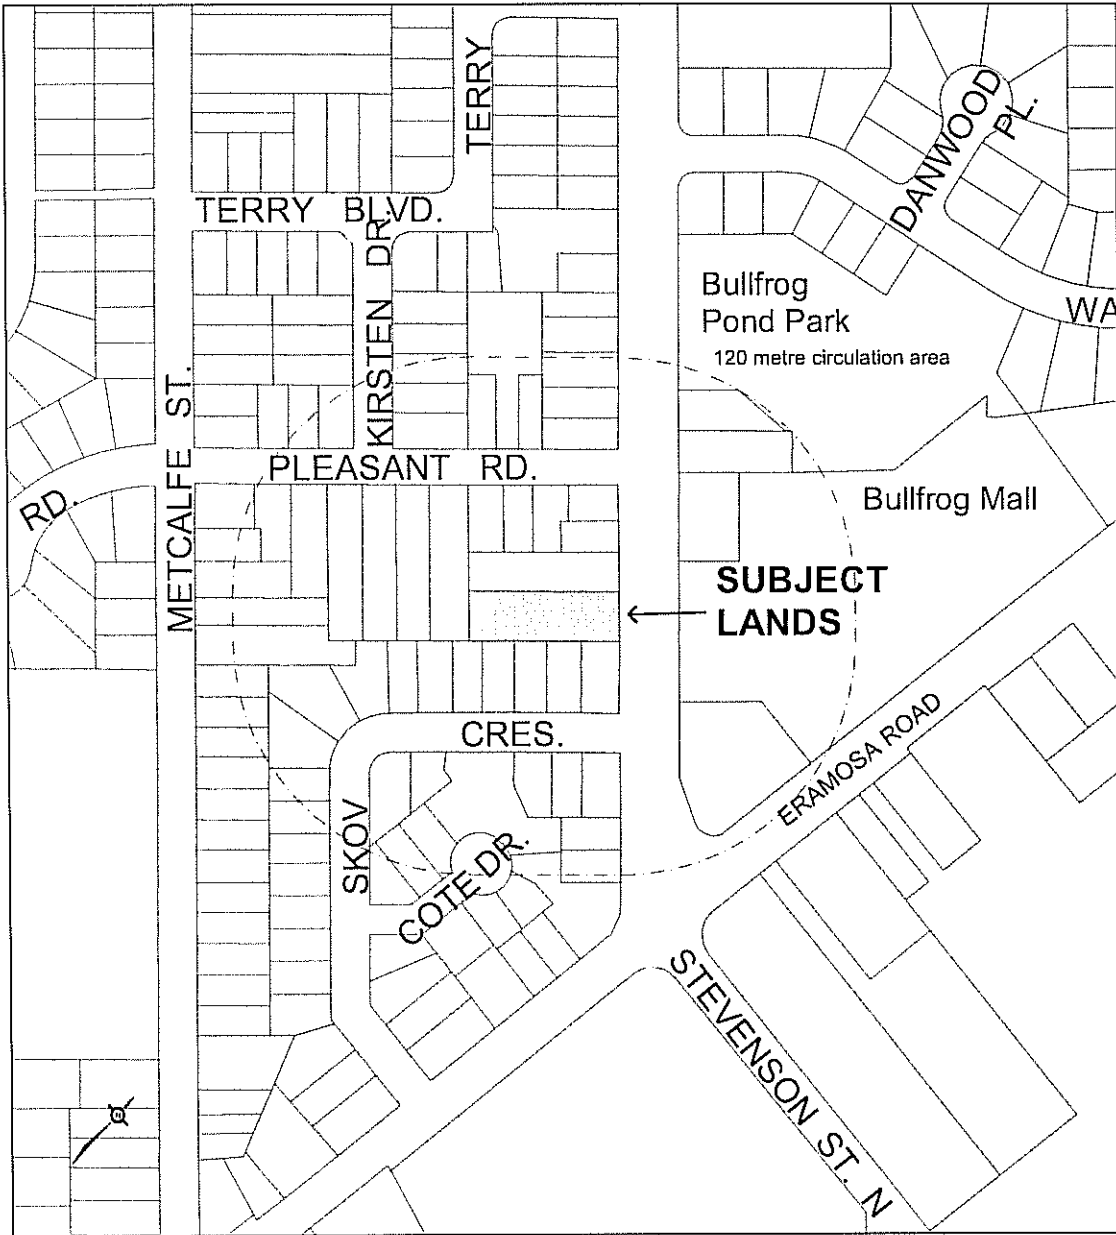 TERRY
DANWOOD
PL.
TERRY BLVD.
KIRSTEN DR.
Bullfrog
Pond Park
120 metre circulation area
WA
METCALFE ST.
PLEASANT RD.
RD.
Bullfrog Mall
SUBJECT
LANDS
CRES.
ERAMOSA ROAD
SKOV
COTE DR.
STEVENSON ST. N